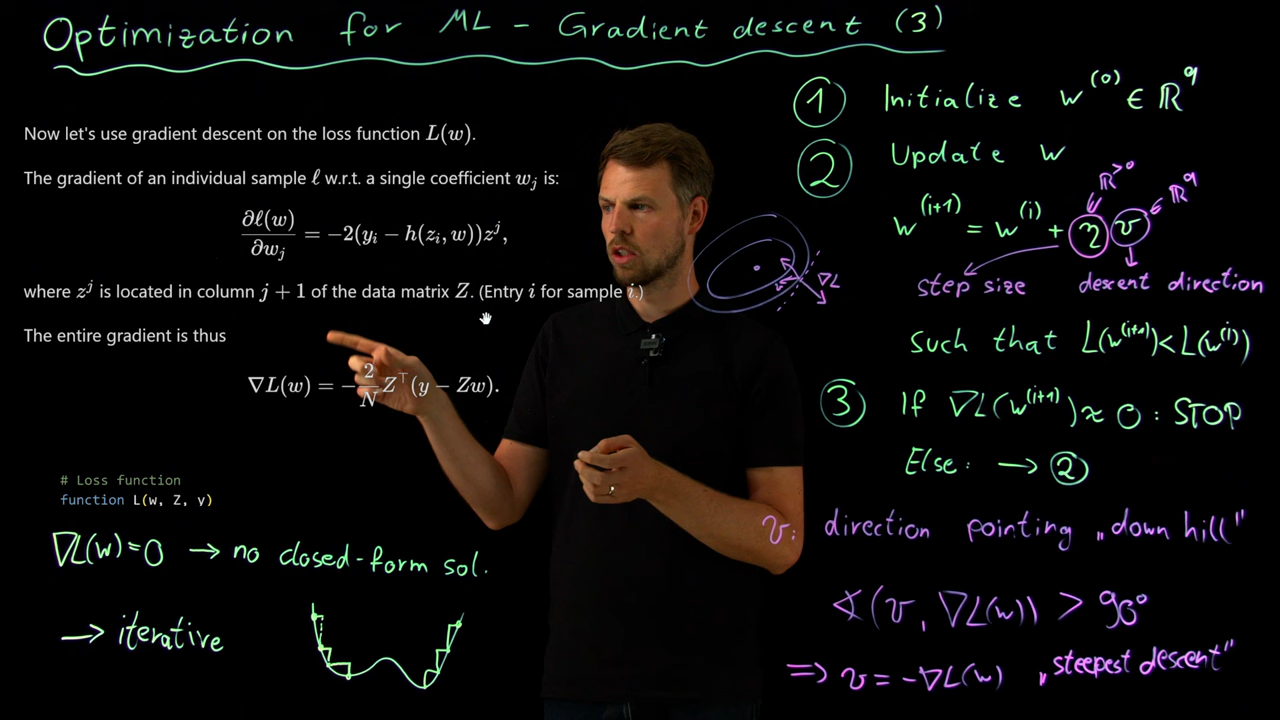 Optimization for ML - Gradient descent (3)
Now let's use gradient descent on the loss function L(w).
The gradient of an individual sample ℓ w.r.t. a single coefficient w_j is:
∂ℓ(w)/∂w_j = −2(y_i − h(z_i, w))z^j,
where z^j is located in column j + 1 of the data matrix Z. (Entry i for sample i.)
The entire gradient is thus
∇L(w) = −2/N Z^⊤(y − Zw).
# Loss function
function L(w, Z, y)
∇L(w)=0 → no closed-form sol.
→ iterative
∇L
1 Initialize w^(0) ∈ ℝ^q
2 Update w
ℝ^>0
ℝ^q
w^(i+1) = w^(i) + η v
step size descent direction
such that L(w^(i+1)) < L(w^(i))
3 If ∇L(w^(i+1)) ≈ 0 : STOP
Else: → 2
v: direction pointing „down hill"
∢(v, ∇L(w)) > 90°
⇒ v = -∇L(w) „steepest descent"